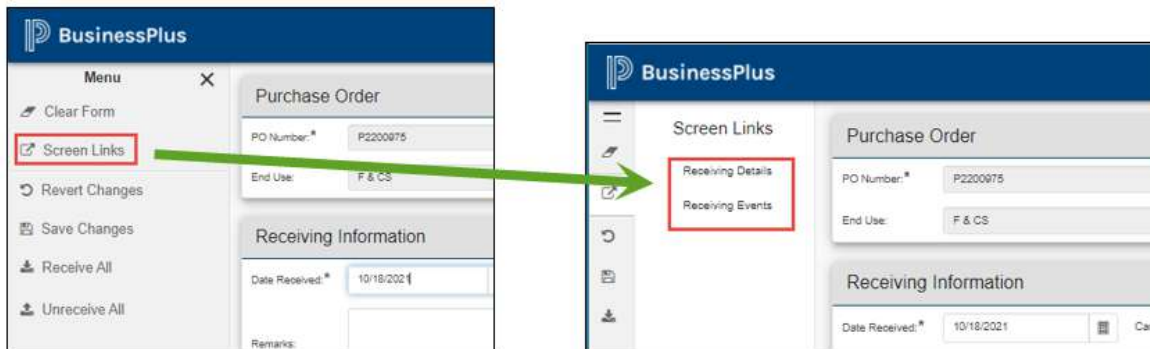 BusinessPlus
Menu X
Clear Form
Screen Links
Revert Changes
Save Changes
Receive All
Unreceive All
Purchase Order
PO Number:* P2200975
End Use: F & CS
Receiving Information
Date Received:* 10/18/2021
Remarks:
BusinessPlus
Screen Links
Receiving Details
Receiving Events
Purchase Order
PO Number:* P2200975
End Use: F & CS
Receiving Information
Date Received:* 10/18/2021 Ca